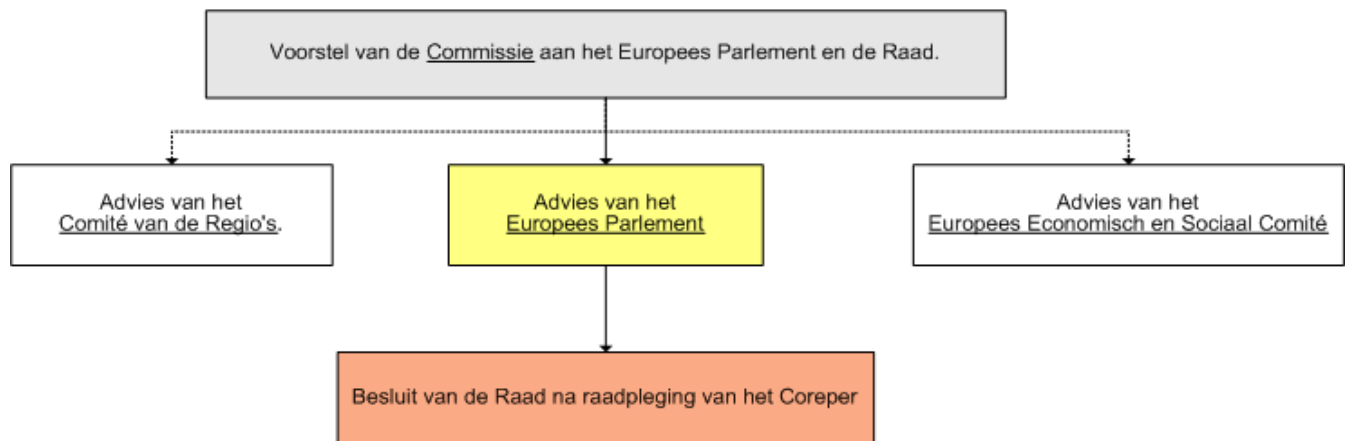 Voorstel van de Commissie aan het Europees Parlement en de Raad.
Advies van het
Comité van de Regio's.
Advies van het
Europees Parlement
Advies van het
Europees Economisch en Sociaal Comité
Besluit van de Raad na raadpleging van het Coreper